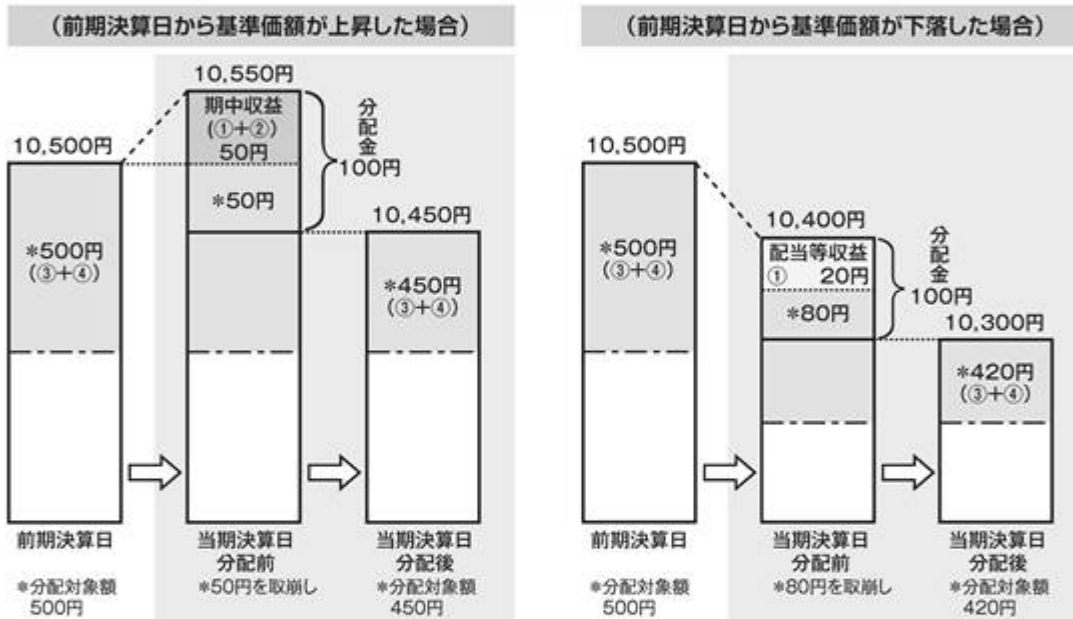 (前期決算日から基準価額が上昇した場合)
10,550円
期中収益
(①+②)
50円
*50円
分配金
100円
10,500円
*500円
(③+④)
10,450円
*450円
(③+④)
前期決算日
当期決算日
分配前
当期決算日
分配後
*分配対象額
500円
*50円を取崩し
*分配対象額
450円
(前期決算日から基準価額が下落した場合)
10,500円
*500円
(③+④)
10,400円
配当等収益
① 20円
*80円
分配金
100円
10,300円
*420円
(③+④)
前期決算日
当期決算日
分配前
当期決算日
分配後
*分配対象額
500円
*80円を取崩し
*分配対象額
420円